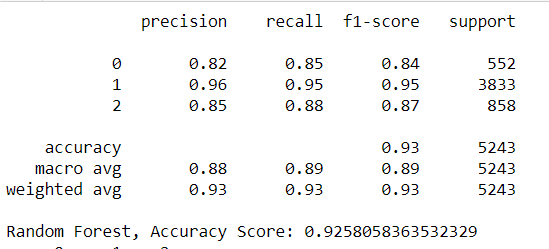 precision recall f1-score support
0 0.82 0.85 0.84 552
1 0.96 0.95 0.95 3833
2 0.85 0.88 0.87 858
accuracy 0.93 5243
macro avg 0.88 0.89 0.89 5243
weighted avg 0.93 0.93 0.93 5243
Random Forest, Accuracy Score: 0.9258058363532329